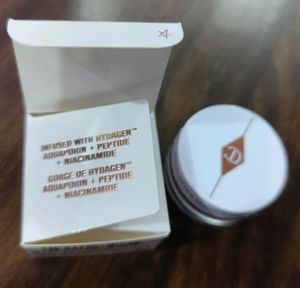 INFUSED WITH HYDAGEN™
AQUAPORIN + PEPTIDE
+ NIACINAMIDE
GORGÉ DE HYDAGEN™
AQUAPORIN + PEPTIDE
+ NIACINAMIDE